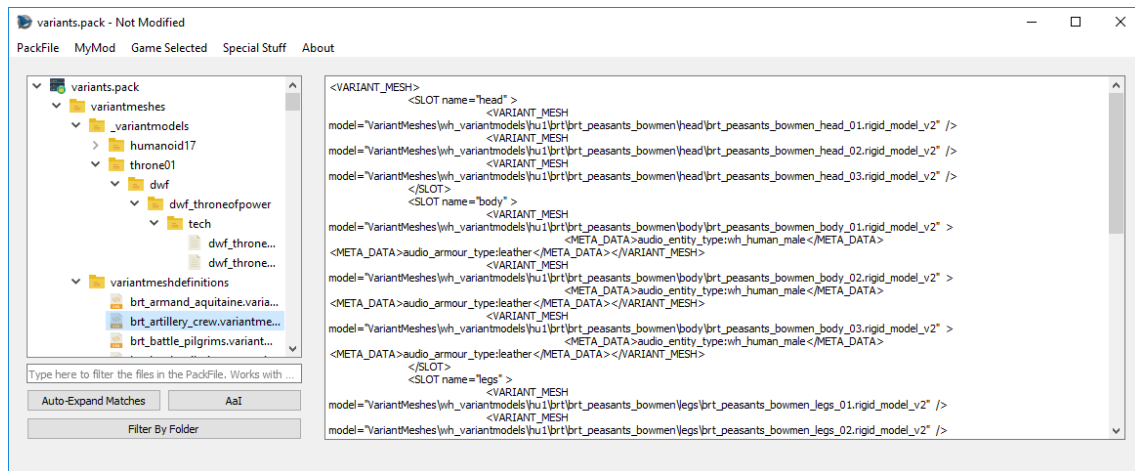 variants.pack - Not Modified
PackFile MyMod Game Selected Special Stuff About
variants.pack
variantmeshes
_variantmodels
humanoid17
throne01
dwf
dwf_throneofpower
tech
dwf_throne...
dwf_throne...
variantmeshdefinitions
brt_armand_aquitaine.varia...
brt_artillery_crew.variantme...
brt_battle_pilgrims.variant...
Type here to filter the files in the PackFile. Works with ...
Auto-Expand Matches AaI
Filter By Folder
<VARIANT_MESH>
<SLOT name="head" >
<VARIANT_MESH
model="VariantMeshes\wh_variantmodels\hu1\brt\brt_peasants_bowmen\head\brt_peasants_bowmen_head_01.rigid_model_v2" />
<VARIANT_MESH
model="VariantMeshes\wh_variantmodels\hu1\brt\brt_peasants_bowmen\head\brt_peasants_bowmen_head_02.rigid_model_v2" />
<VARIANT_MESH
model="VariantMeshes\wh_variantmodels\hu1\brt\brt_peasants_bowmen\head\brt_peasants_bowmen_head_03.rigid_model_v2" />
</SLOT>
<SLOT name="body" >
<VARIANT_MESH
model="VariantMeshes\wh_variantmodels\hu1\brt\brt_peasants_bowmen\body\brt_peasants_bowmen_body_01.rigid_model_v2" >
<META_DATA>audio_entity_type:wh_human_male</META_DATA>
<META_DATA>audio_armour_type:leather</META_DATA></VARIANT_MESH>
<VARIANT_MESH
model="VariantMeshes\wh_variantmodels\hu1\brt\brt_peasants_bowmen\body\brt_peasants_bowmen_body_02.rigid_model_v2" >
<META_DATA>audio_entity_type:wh_human_male</META_DATA>
<META_DATA>audio_armour_type:leather</META_DATA></VARIANT_MESH>
<VARIANT_MESH
model="VariantMeshes\wh_variantmodels\hu1\brt\brt_peasants_bowmen\body\brt_peasants_bowmen_body_03.rigid_model_v2" >
<META_DATA>audio_entity_type:wh_human_male</META_DATA>
<META_DATA>audio_armour_type:leather</META_DATA></VARIANT_MESH>
</SLOT>
<SLOT name="legs" >
<VARIANT_MESH
model="VariantMeshes\wh_variantmodels\hu1\brt\brt_peasants_bowmen\legs\brt_peasants_bowmen_legs_01.rigid_model_v2" />
<VARIANT_MESH
model="VariantMeshes\wh_variantmodels\hu1\brt\brt_peasants_bowmen\legs\brt_peasants_bowmen_legs_02.rigid_model_v2" />